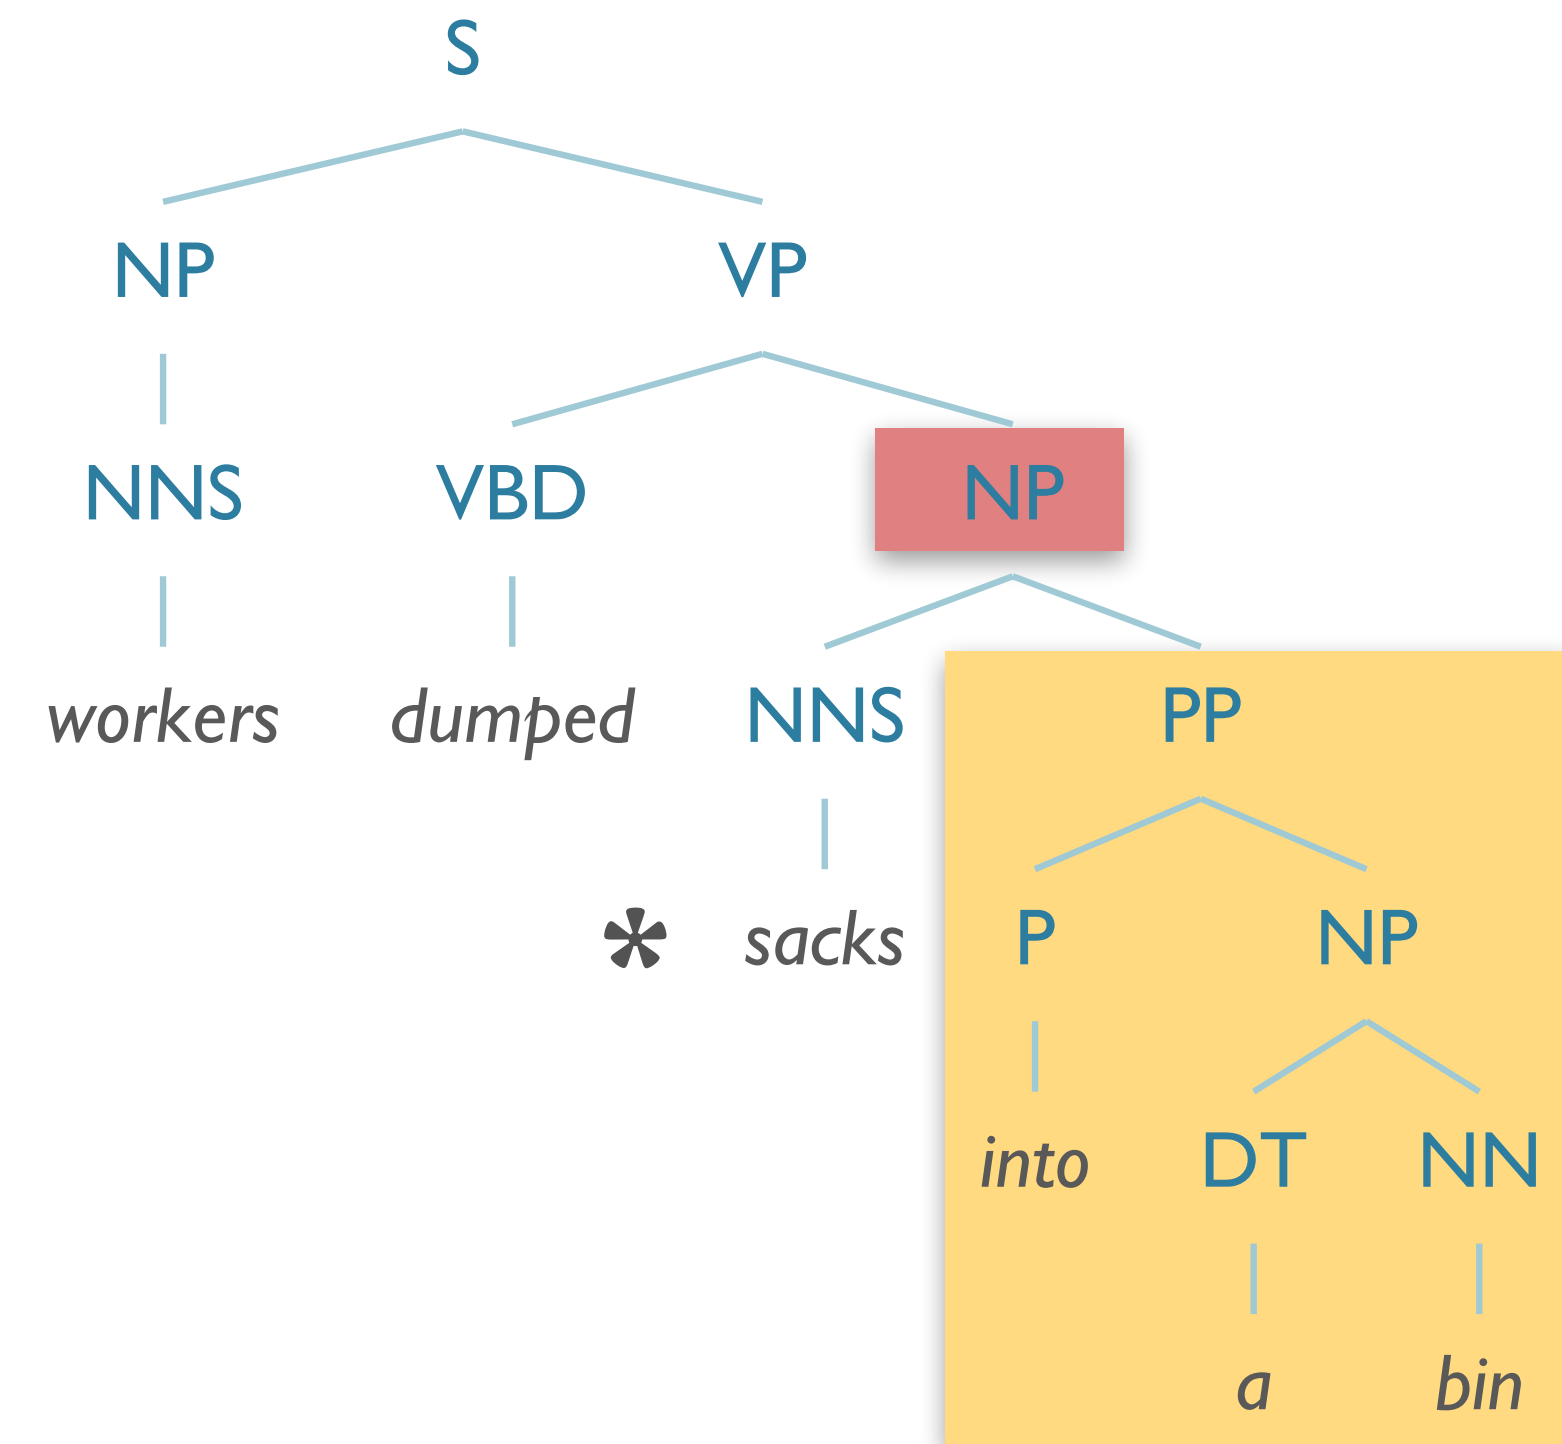 S
NP VP
NNS VBD NP
workers dumped NNS PP
* sacks P NP
into DT NN
a bin